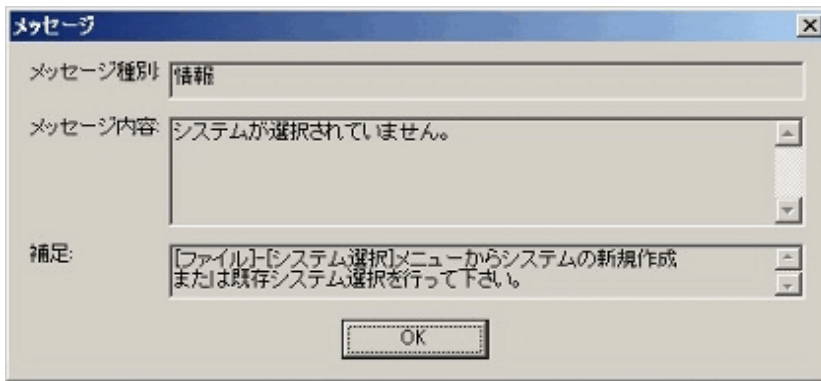 メッセージ
メッセージ種別: 情報
メッセージ内容: システムが選択されていません。
補足: [ファイル]-[システム選択]メニューからシステムの新規作成
または既存システム選択を行って下さい。
OK